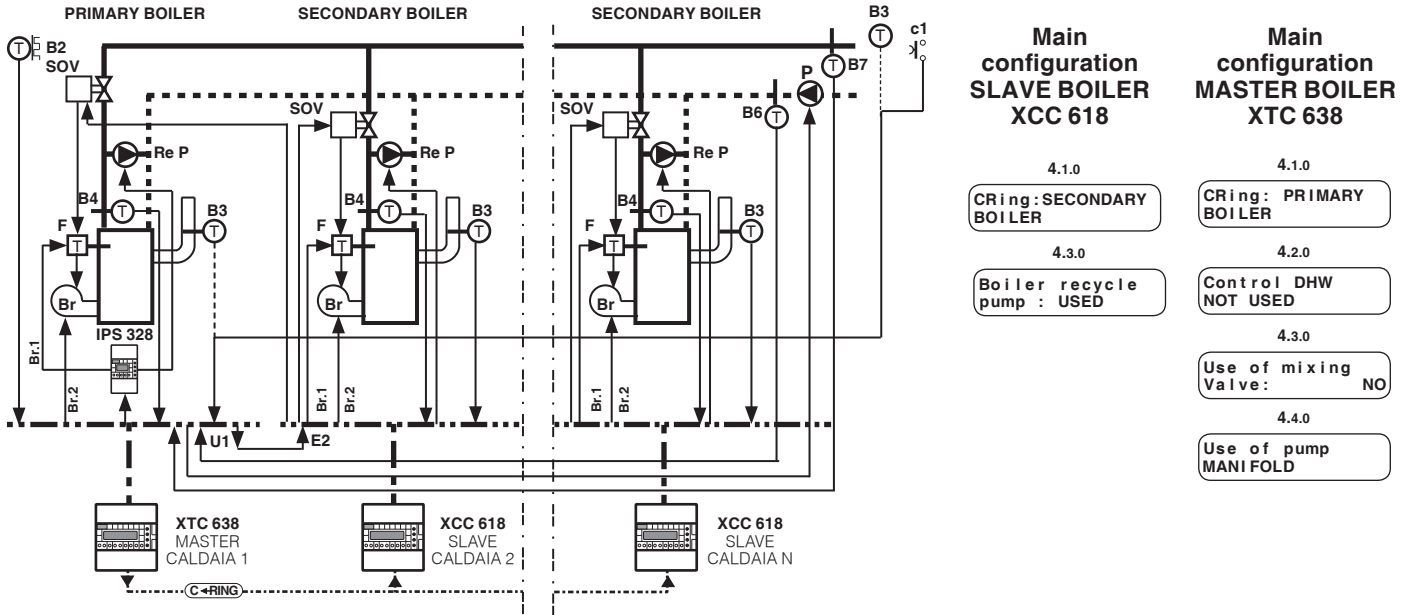 PRIMARY BOILER
SECONDARY BOILER
SECONDARY BOILER
B3
c1
T
B2
SOV
T
B7
P
B6
T
T
SOV
SOV
Re P
Re P
Re P
B4
T
B3
T
B4
T
B3
T
B4
T
B3
T
F
T
F
T
F
T
Br
Br
Br
IPS 328
Br.1
Br.2
Br.1
Br.2
Br.1
Br.2
U1
E2
XTC 638
MASTER
CALDAIA 1
XCC 618
SLAVE
CALDAIA 2
XCC 618
SLAVE
CALDAIA N
C-RING
Main
configuration
SLAVE BOILER
XCC 618
4.1.0
CRing:SECONDARY
BOILER
4.3.0
Boiler recycle
pump : USED
Main
configuration
MASTER BOILER
XTC 638
4.1.0
CRing: PRIMARY
BOILER
4.2.0
Control DHW
NOT USED
4.3.0
Use of mixing
Valve: NO
4.4.0
Use of pump
MANIFOLD